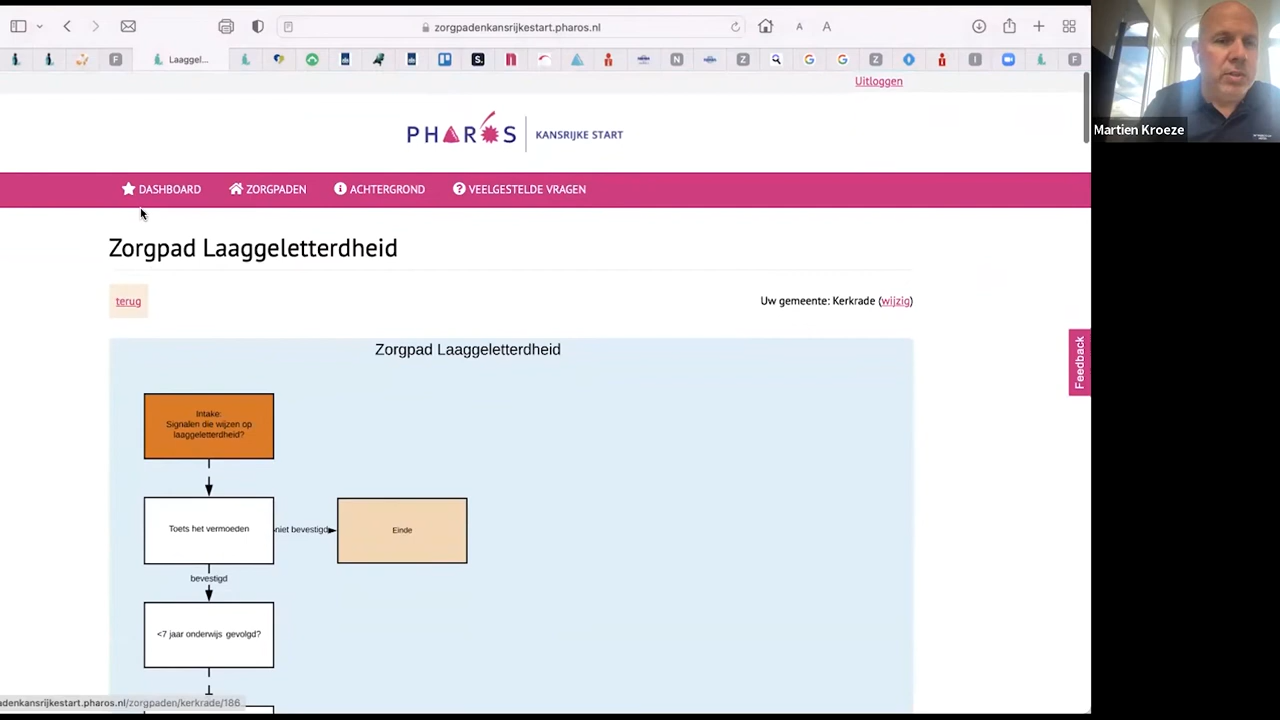 zorgpadenkansrijkestart.pharos.nl
A A
F
Laaggel...
Uitloggen
PHAROS
KANSRIJKE START
Martien Kroeze
DASHBOARD ZORGPADEN ACHTERGROND VEELGESTELDE VRAGEN
Zorgpad Laaggeletterdheid
terug
Uw gemeente: Kerkrade (wijzig)
Feedback
Zorgpad Laaggeletterdheid
Intake:
Signalen die wijzen op
laaggeletterdheid?
Toets het vermoeden
niet bevestigd
Einde
bevestigd
<7 jaar onderwijs gevolgd?
adenkansrijkestart.pharos.nl/zorgpaden/kerkrade/186